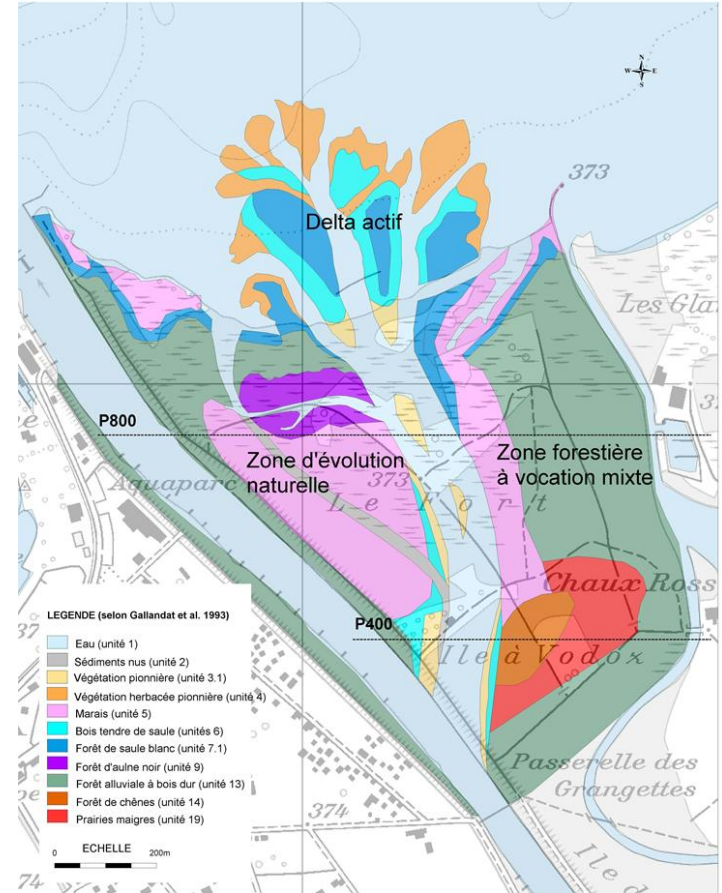 N
W E
S
373
Delta actif
Les Gla
P800
Zone d'évolution
naturelle
Zone forestière
à vocation mixte
373
Aquaparc
Le Fort
Chaux Ross
P400
Ile à Vodoz
Passerelle des
Grangettes
Ile d
374
LEGENDE (selon Gallandat et al. 1993)
Eau (unité 1)
Sédiments nus (unité 2)
Végétation pionnière (unité 3.1)
Végétation herbacée pionnière (unité 4)
Marais (unité 5)
Bois tendre de saule (unités 6)
Forêt de saule blanc (unité 7.1)
Forêt d'aulne noir (unité 9)
Forêt alluviale à bois dur (unité 13)
Forêt de chênes (unité 14)
Prairies maigres (unité 19)
ECHELLE
0 200m